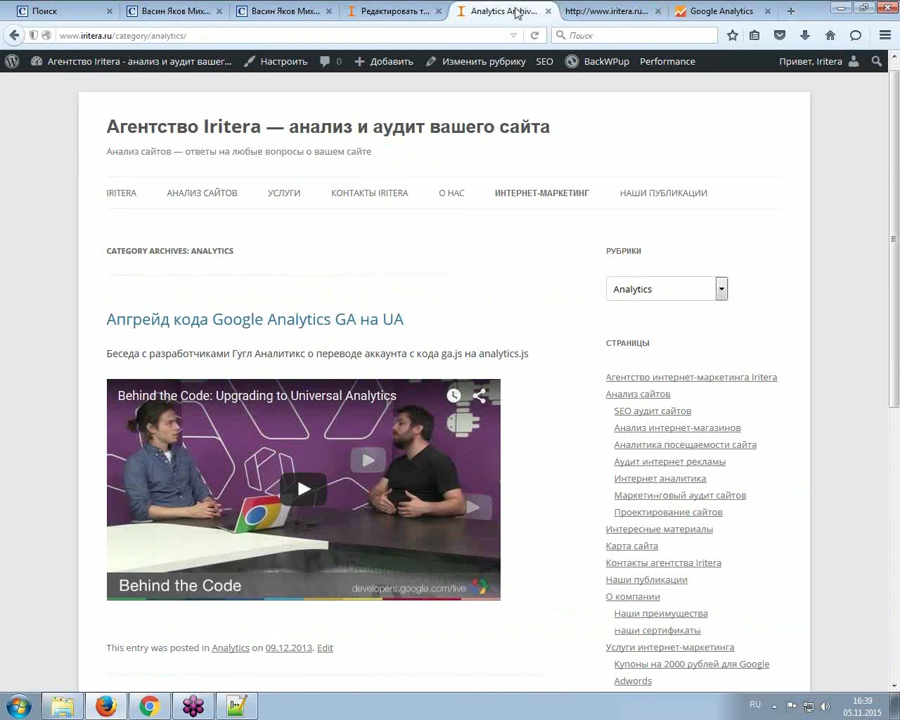 Поиск
Васин Яков Мих...
Васин Яков Мих...
Редактировать т...
Analytics Archiv...
http://www.iritera.ru...
Google Analytics
www.iritera.ru/category/analytics/
Поиск
Агентство Iritera - анализ и аудит вашег...
Настроить
0
Добавить
Изменить рубрику
SEO
BackWPup
Performance
Привет, Iritera
Агентство Iritera — анализ и аудит вашего сайта
Анализ сайтов — ответы на любые вопросы о вашем сайте
IRITERA
АНАЛИЗ САЙТОВ
УСЛУГИ
КОНТАКТЫ IRITERA
О НАС
ИНТЕРНЕТ-МАРКЕТИНГ
НАШИ ПУБЛИКАЦИИ
CATEGORY ARCHIVES: ANALYTICS
Апгрейд кода Google Analytics GA на UA
Беседа с разработчиками Гугл Аналитикс о переводе аккаунта с кода ga.js на analytics.js
Behind the Code: Upgrading to Universal Analytics
Behind the Code
developers.google.com/live
This entry was posted in Analytics on 09.12.2013. Edit
РУБРИКИ
Analytics
СТРАНИЦЫ
Агентство интернет-маркетинга Iritera
Анализ сайтов
SEO аудит сайтов
Анализ интернет-магазинов
Аналитика посещаемости сайта
Аудит интернет рекламы
Интернет аналитика
Маркетинговый аудит сайтов
Проектирование сайтов
Интересные материалы
Карта сайта
Контакты агентства Iritera
Наши публикации
О компании
Наши преимущества
Наши сертификаты
Услуги интернет-маркетинга
Купоны на 2000 рублей для Google
Adwords
RU
16:39
05.11.2015